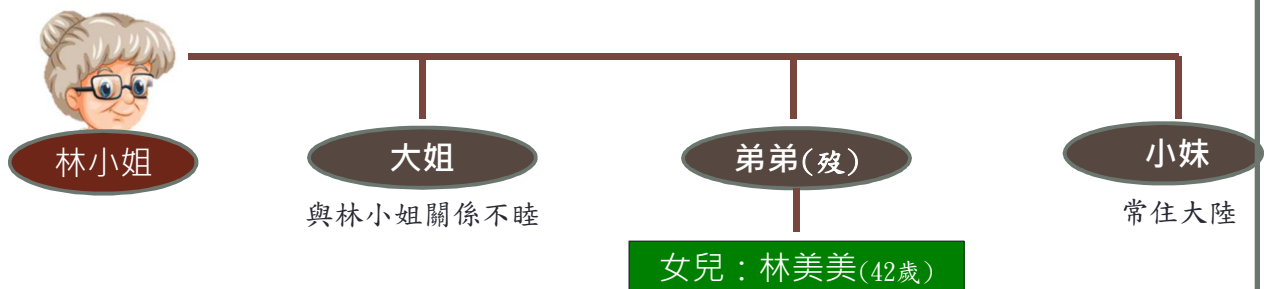 林小姐
大姐
弟弟(歿)
小妹
與林小姐關係不睦
常住大陸
女兒：林美美(42歲)